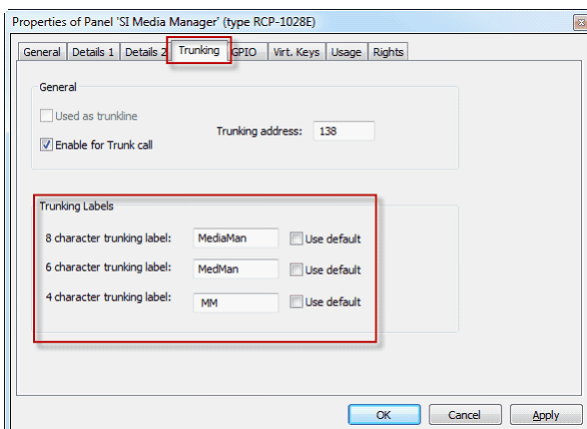 Properties of Panel 'SI Media Manager' (type RCP-1028E)
General Details 1 Details 2 Trunking GPIO Virt. Keys Usage Rights
General
Used as trunkline
Enable for Trunk call
Trunking address: 138
Trunking Labels
8 character trunking label: MediaMan Use default
6 character trunking label: MedMan Use default
4 character trunking label: MM Use default
OK Cancel Apply